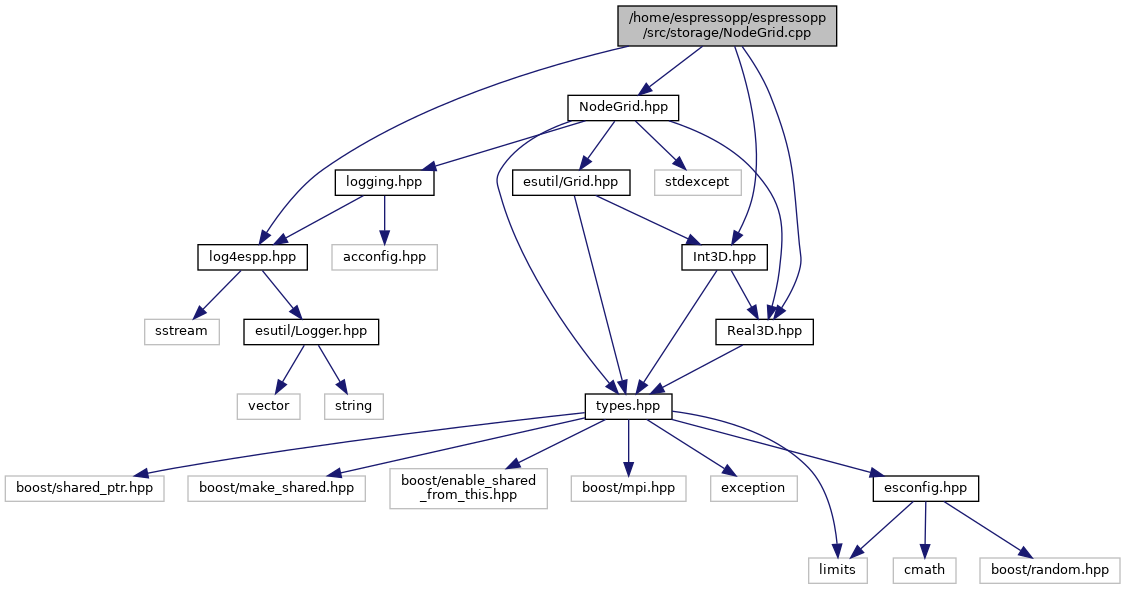 /home/espressopp/espressopp
/src/storage/NodeGrid.cpp
NodeGrid.hpp
logging.hpp
esutil/Grid.hpp
stdexcept
log4espp.hpp
acconfig.hpp
Int3D.hpp
sstream
esutil/Logger.hpp
Real3D.hpp
vector
string
types.hpp
boost/shared_ptr.hpp
boost/make_shared.hpp
boost/enable_shared
_from_this.hpp
boost/mpi.hpp
exception
esconfig.hpp
limits
cmath
boost/random.hpp